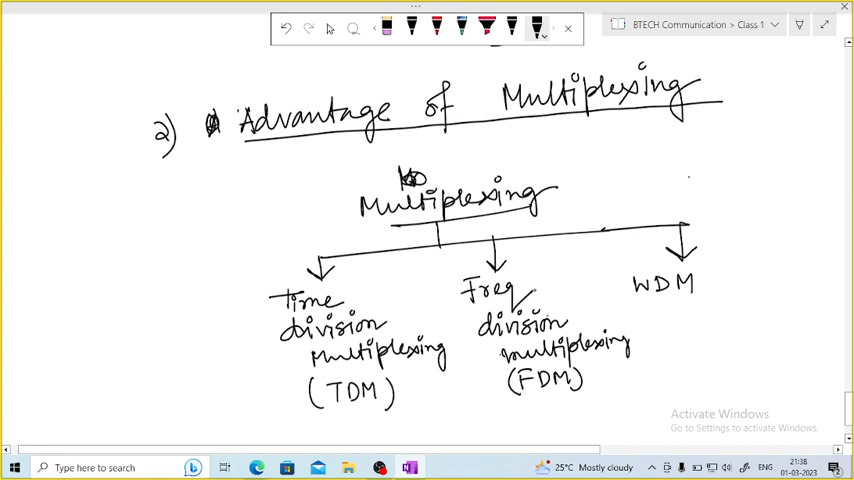 BTECH Communication > Class 1
2) Advantage of Multiplexing
Multiplexing
Time
division
Multiplexing
(TDM)
Freq
division
multiplexing
(FDM)
WDM
Activate Windows
Go to Settings to activate Windows.
Type here to search
25°C Mostly cloudy
ENG
21:38
01-03-2023
2